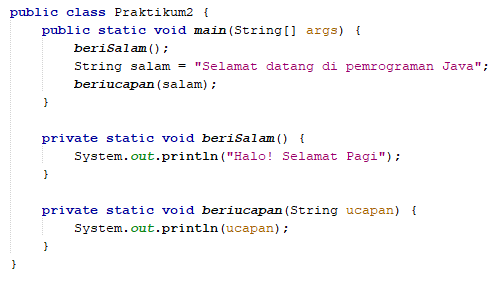 public class Praktikum2 {
    public static void main(String[] args) {
        beriSalam();
        String salam = "Selamat datang di pemrograman Java";
        beriucapan(salam);
    }

    private static void beriSalam() {
        System.out.println("Halo! Selamat Pagi");
    }

    private static void beriucapan(String ucapan) {
        System.out.println(ucapan);
    }
}